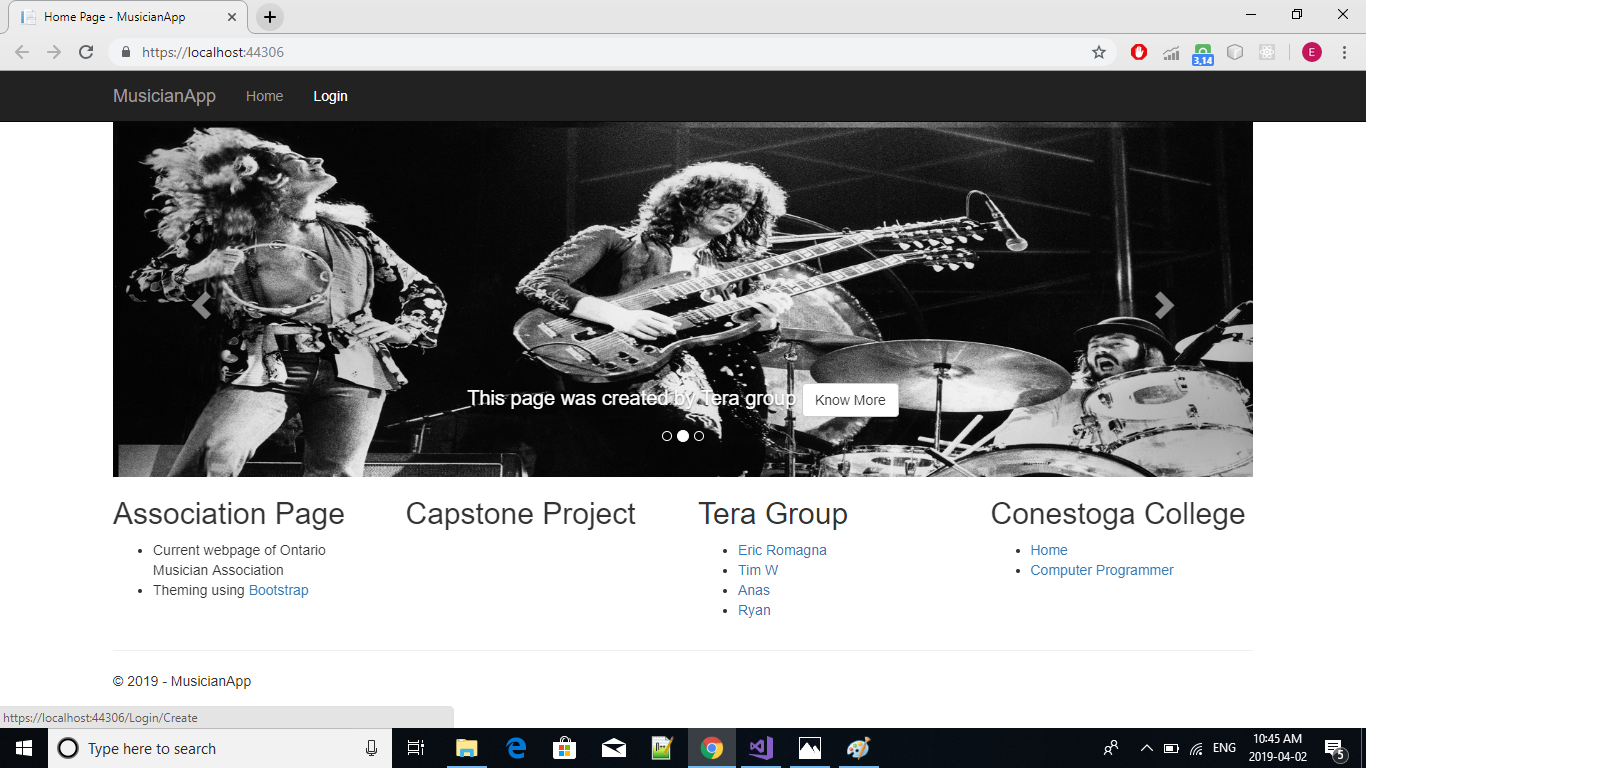 Home Page - MusicianApp
https://localhost:44306
E
3,14
MusicianApp Home Login
This page was created by Tera group Know More
Association Page
Current webpage of Ontario
Musician Association
Theming using Bootstrap
Capstone Project
Tera Group
Eric Romagna
Tim W
Anas
Ryan
Conestoga College
Home
Computer Programmer
© 2019 - MusicianApp
https://localhost:44306/Login/Create
Type here to search
ENG
10:45 AM
2019-04-02
5